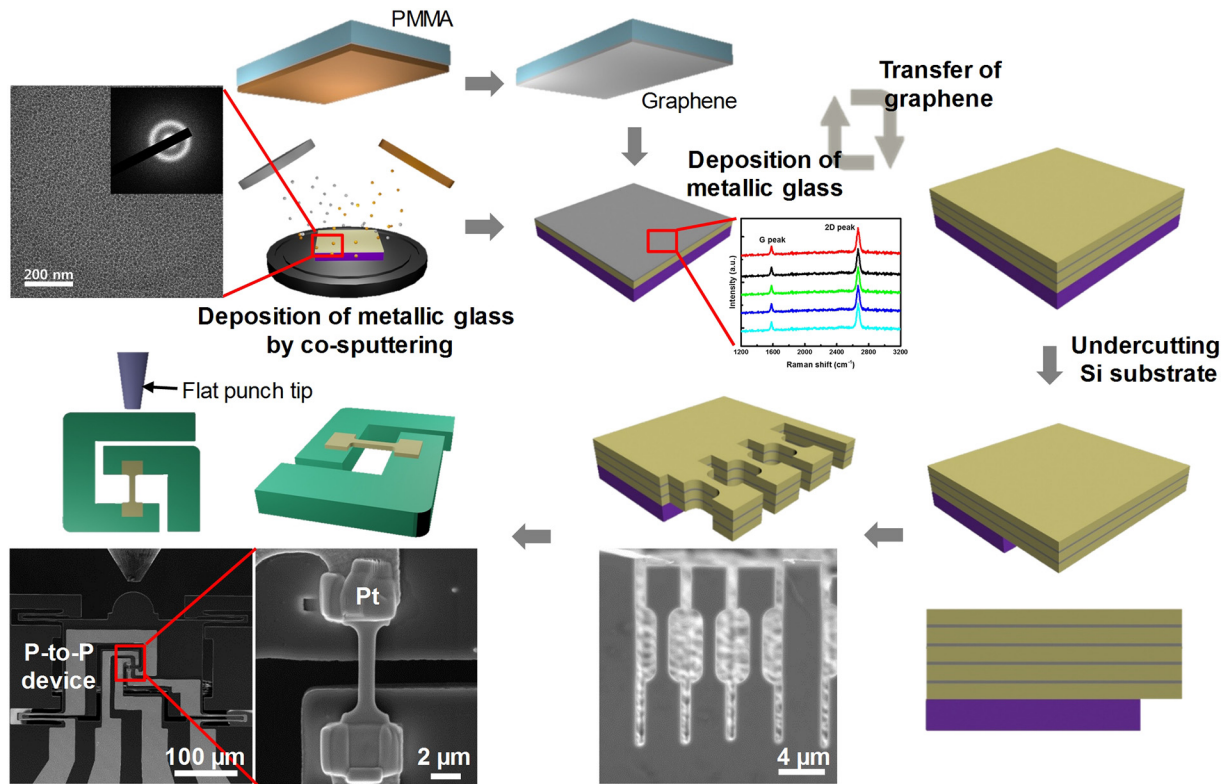 PMMA
Graphene
Transfer of
graphene
200 nm
Deposition of
metallic glass
G peak
2D peak
Intensity (a.u.)
1200 1600 2000 2400 2800 3200
Raman shift (cm⁻¹)
Deposition of metallic glass
by co-sputtering
Undercutting
Si substrate
Flat punch tip
P-to-P
device
100 μm
Pt
2 μm
4 μm